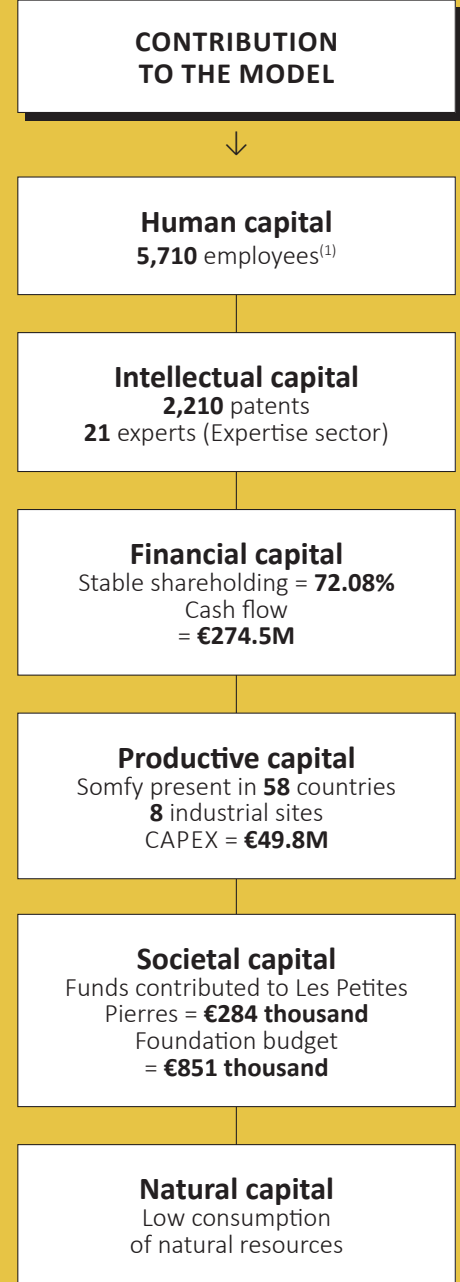 CONTRIBUTION
TO THE MODEL
↓
Human capital
5,710 employees(1)
Intellectual capital
2,210 patents
21 experts (Expertise sector)
Financial capital
Stable shareholding = 72.08%
Cash flow
= €274.5M
Productive capital
Somfy present in 58 countries
8 industrial sites
CAPEX = €49.8M
Societal capital
Funds contributed to Les Petites
Pierres = €284 thousand
Foundation budget
= €851 thousand
Natural capital
Low consumption
of natural resources